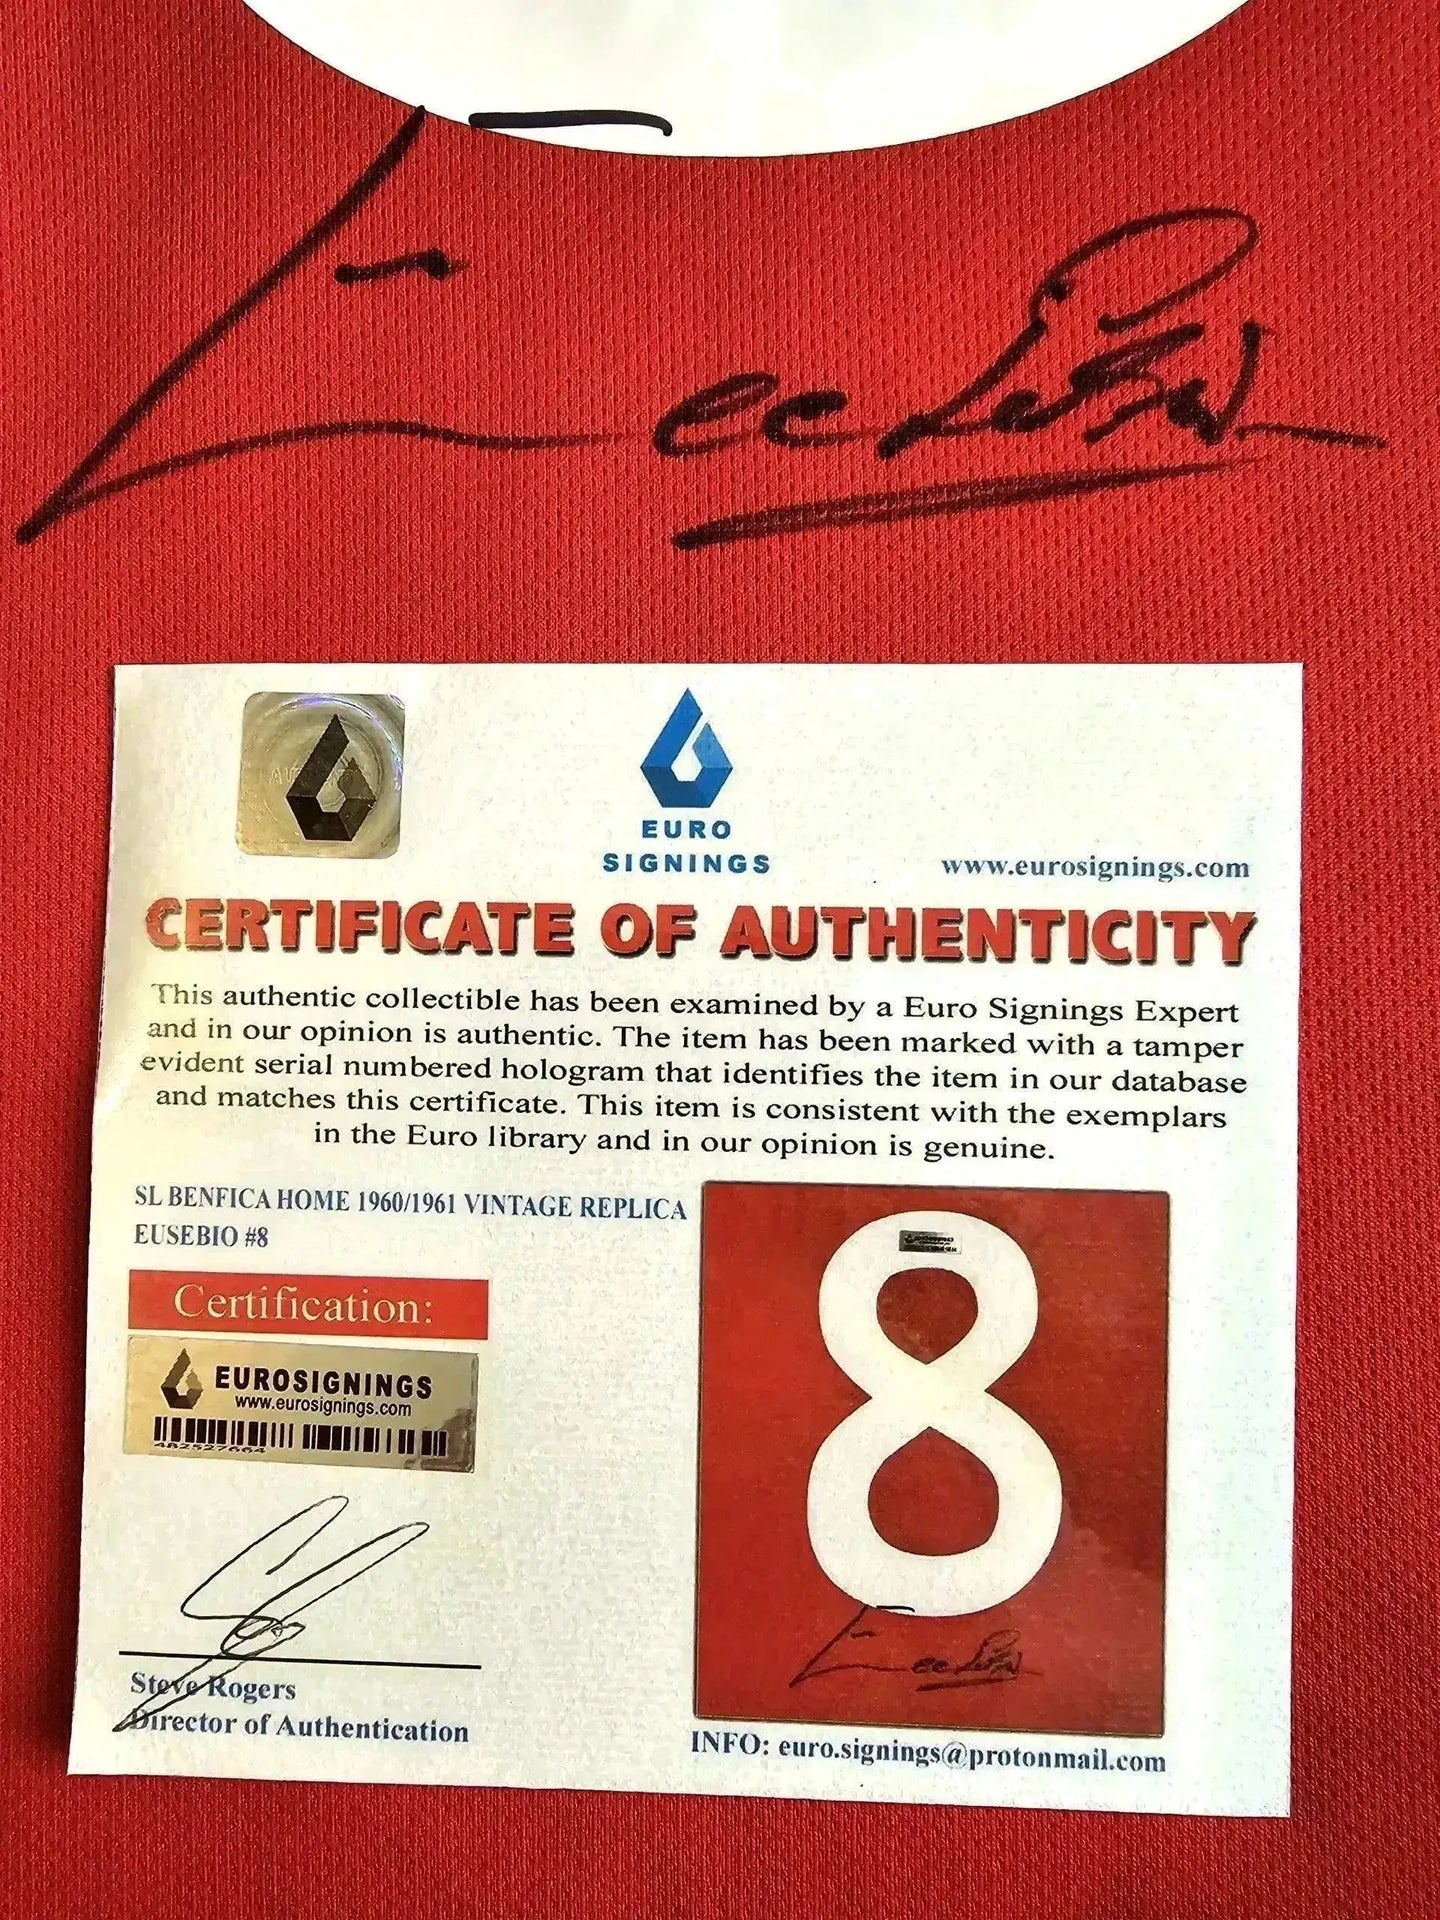 EURO
SIGNINGS
www.eurosignings.com
CERTIFICATE OF AUTHENTICITY
This authentic collectible has been examined by a Euro Signings Expert
and in our opinion is authentic. The item has been marked with a tamper
evident serial numbered hologram that identifies the item in our database
and matches this certificate. This item is consistent with the exemplars
in the Euro library and in our opinion is genuine.
SL BENFICA HOME 1960/1961 VINTAGE REPLICA
EUSEBIO #8
Certification:
EUROSIGNINGS
www.eurosignings.com
482527664
8
Steve Rogers
Director of Authentication
INFO: euro.signings@protonmail.com